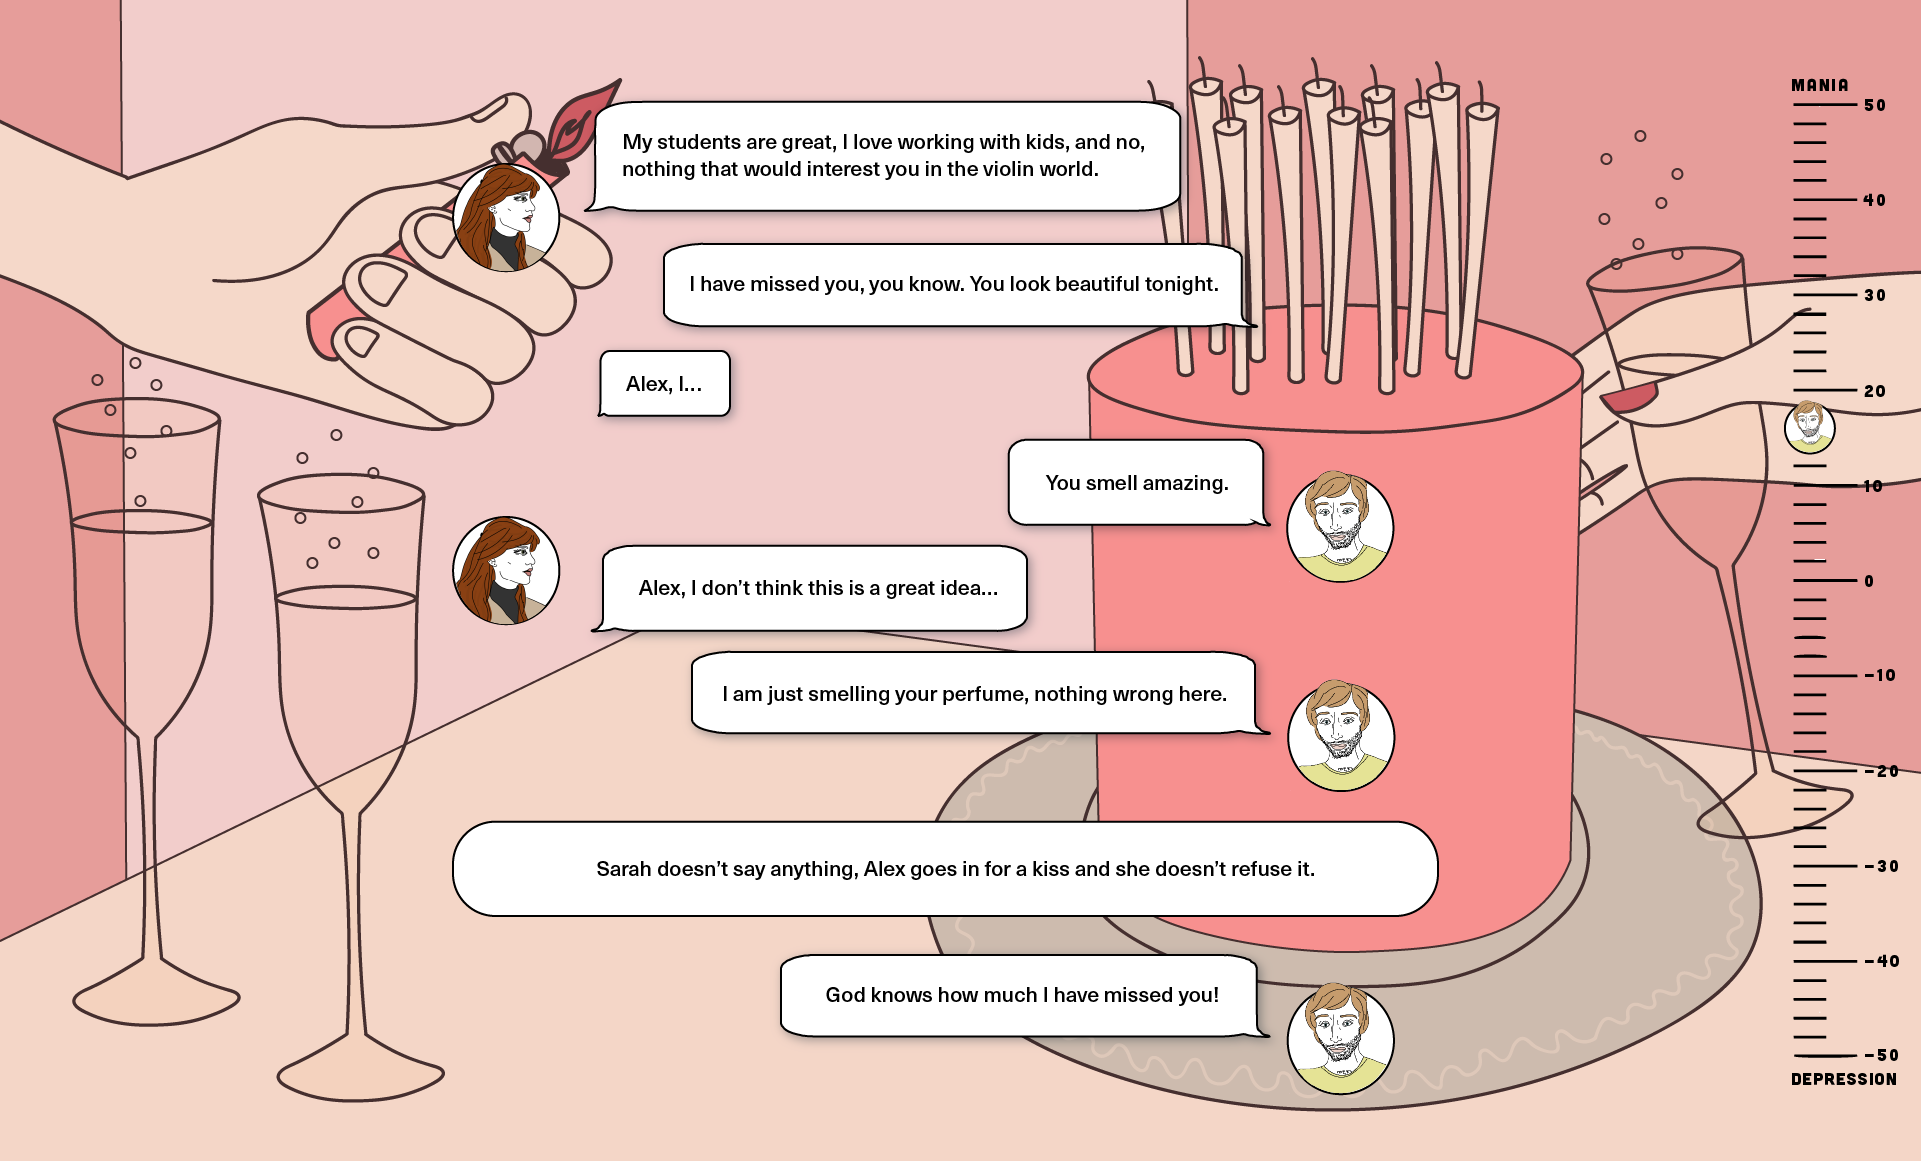 My students are great, I love working with kids, and no,
nothing that would interest you in the violin world.
I have missed you, you know. You look beautiful tonight.
Alex, I...
You smell amazing.
Alex, I don’t think this is a great idea...
I am just smelling your perfume, nothing wrong here.
Sarah doesn’t say anything, Alex goes in for a kiss and she doesn’t refuse it.
God knows how much I have missed you!
MANIA
50
40
30
20
10
0
-10
-20
-30
-40
-50
DEPRESSION